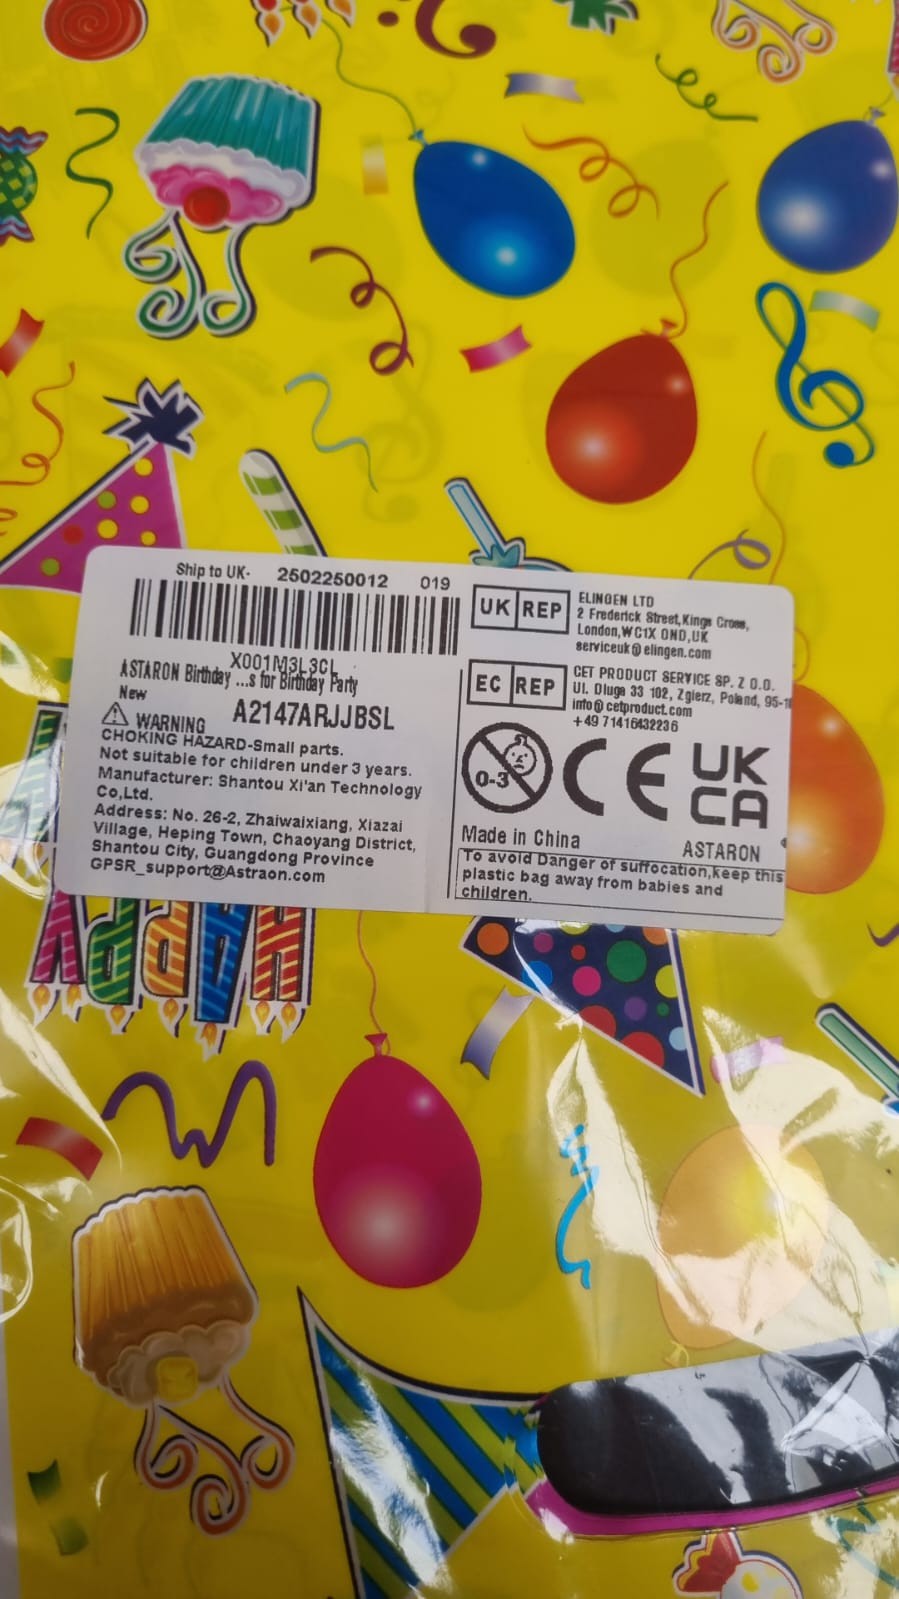 Ship to UK- 2502250012 019
X001M3L3CL
ASTARON Birthday ...s for Birthday Party
New
A2147ARJJBSL
WARNING
CHOKING HAZARD-Small parts.
Not suitable for children under 3 years.
Manufacturer: Shantou Xi'an Technology
Co,Ltd.
Address: No. 26-2, Zhaiwaixiang, Xiazai
Village, Heping Town, Chaoyang District,
Shantou City, Guangdong Province
GPSR_support@Astraon.com
UK REP
ELINGEN LTD
2 Frederick Street,Kings Cross,
London,WC1X 0ND,UK
serviceuk@elingen.com
EC REP
CET PRODUCT SERVICE SP. Z O.O.
Ul. Dluga 33 102, Zgierz, Poland, 95-1
info@cetproduct.com
+49 71416432236
0-3
CE
UK
CA
Made in China
ASTARON
To avoid Danger of suffocation,keep this
plastic bag away from babies and
children.
HAPPY